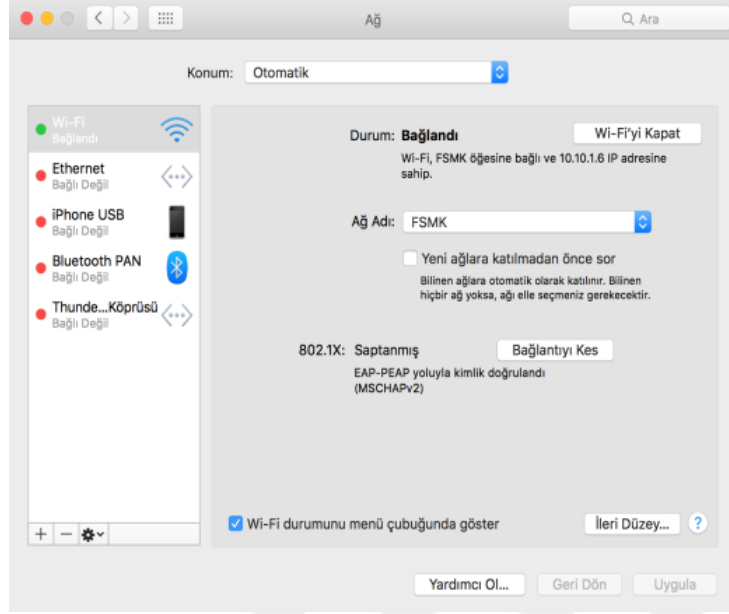 Ağ
Ara
Konum: Otomatik
Wi-Fi
Bağlandı
Ethernet
Bağlı Değil
iPhone USB
Bağlı Değil
Bluetooth PAN
Bağlı Değil
Thunde...Köprüsü
Bağlı Değil
Durum: Bağlandı
Wi-Fi'yi Kapat
Wi-Fi, FSMK öğesine bağlı ve 10.10.1.6 IP adresine
sahip.
Ağ Adı: FSMK
Yeni ağlara katılmadan önce sor
Bilinen ağlara otomatik olarak katılınır. Bilinen
hiçbir ağ yoksa, ağı elle seçmeniz gerekecektir.
802.1X: Saptanmış
Bağlantıyı Kes
EAP-PEAP yoluyla kimlik doğrulandı
(MSCHAPv2)
Wi-Fi durumunu menü çubuğunda göster
İleri Düzey...
?
Yardımcı Ol...
Geri Dön
Uygula